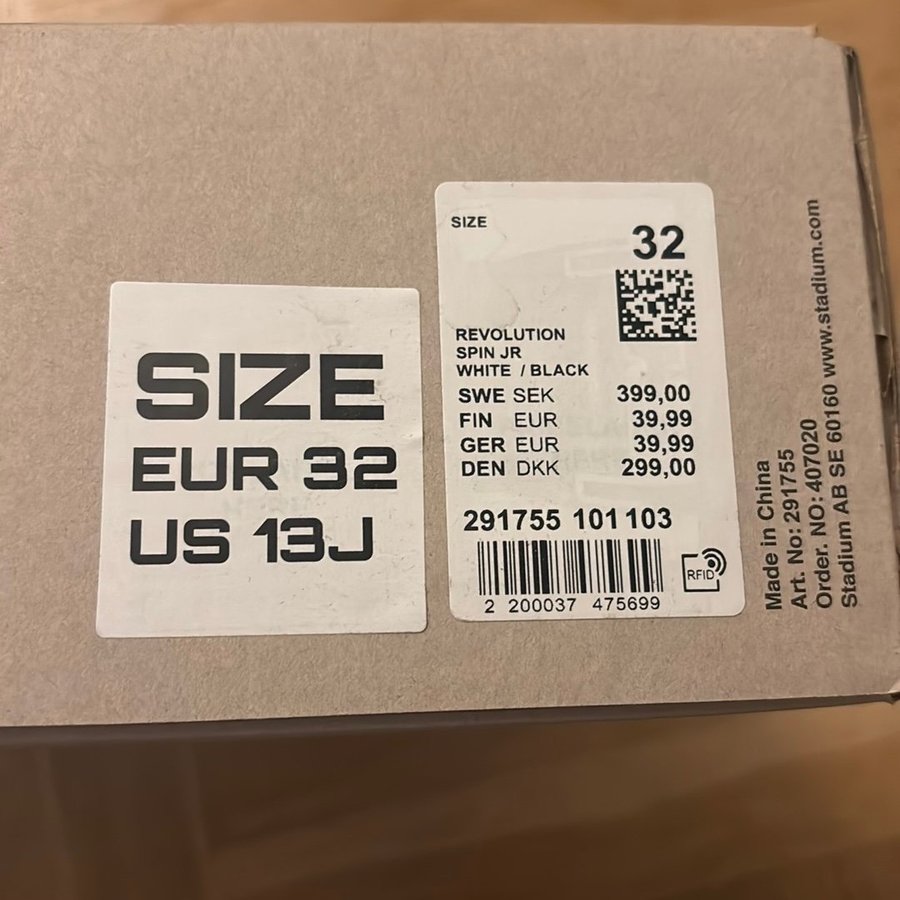 SIZE
EUR 32
US 13J
SIZE
32
REVOLUTION
SPIN JR
WHITE / BLACK
SWE SEK 399,00
FIN EUR 39,99
GER EUR 39,99
DEN DKK 299,00
291755 101 103
2 200037 475699
RFID
Made in China
Art. No: 291755
Order. NO: 407020
Stadium AB SE 60160 www.stadium.com